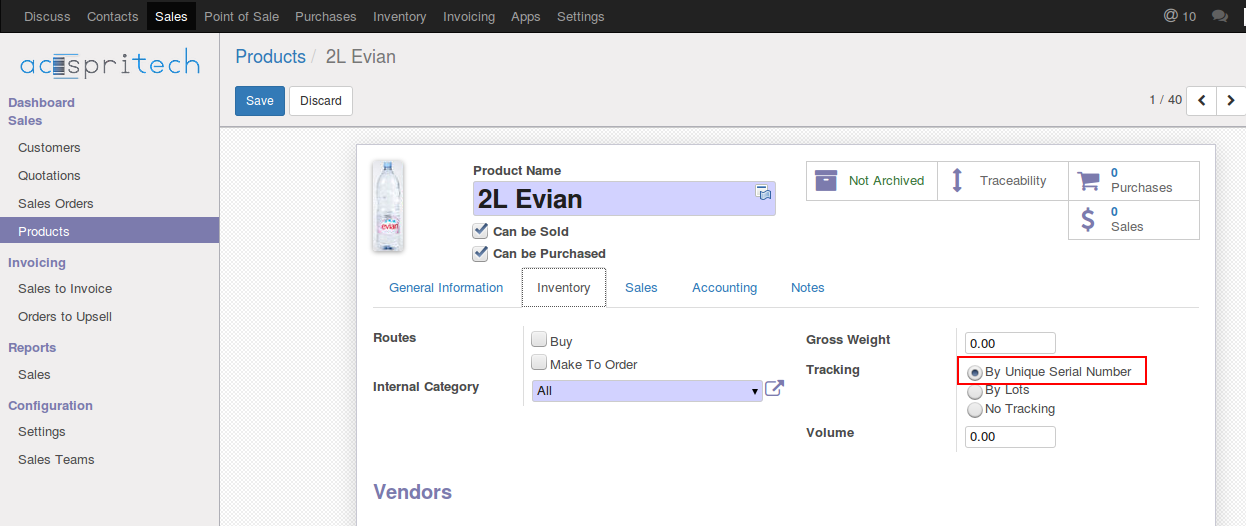 Discuss Contacts Sales Point of Sale Purchases Inventory Invoicing Apps Settings @ 10
acespritech
Products / 2L Evian
Save Discard
1 / 40
Dashboard
Sales
Customers
Quotations
Sales Orders
Products
Invoicing
Sales to Invoice
Orders to Upsell
Reports
Sales
Configuration
Settings
Sales Teams
evian
Product Name
2L Evian
Can be Sold
Can be Purchased
Not Archived
Traceability
0
Purchases
$
0
Sales
General Information Inventory Sales Accounting Notes
Routes
Buy
Make To Order
Internal Category
All
Gross Weight
0.00
Tracking
By Unique Serial Number
By Lots
No Tracking
Volume
0.00
Vendors